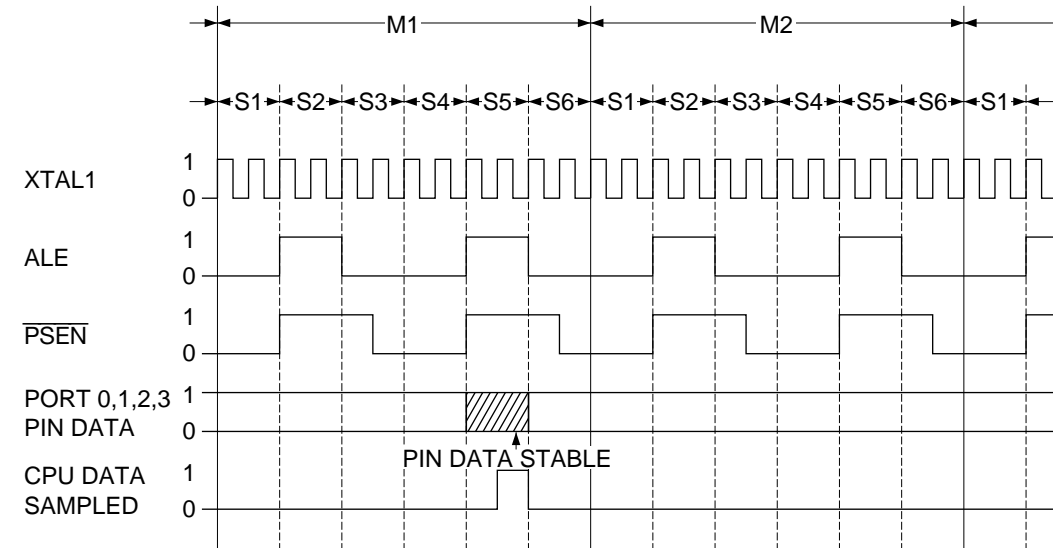 M1 M2
S1 S2 S3 S4 S5 S6 S1 S2 S3 S4 S5 S6 S1
XTAL1 1
0
ALE 1
0
PSEN 1
0
PORT 0,1,2,3 1
PIN DATA 0
PIN DATA STABLE
CPU DATA 1
SAMPLED 0